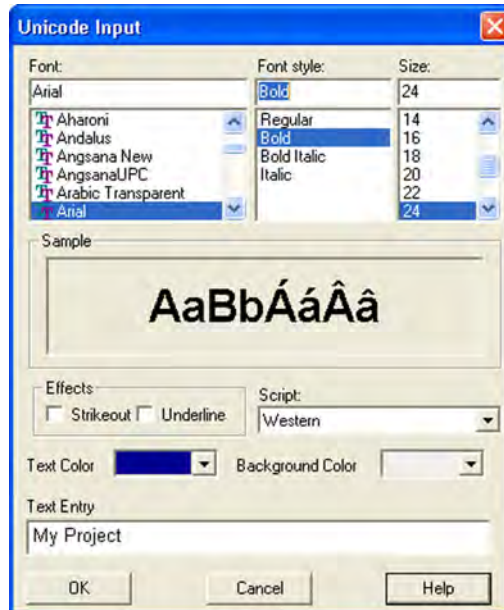 Unicode Input
Font: Font style: Size:
Arial Bold 24
Aharoni Regular 14
Andalus Bold 16
Angsana New Bold Italic 18
AngsanaUPC Italic 20
Arabic Transparent 22
Arial 24
Sample
AaBbÁáÂâ
Effects Script:
Strikeout Underline Western
Text Color Background Color
Text Entry
My Project
OK Cancel Help